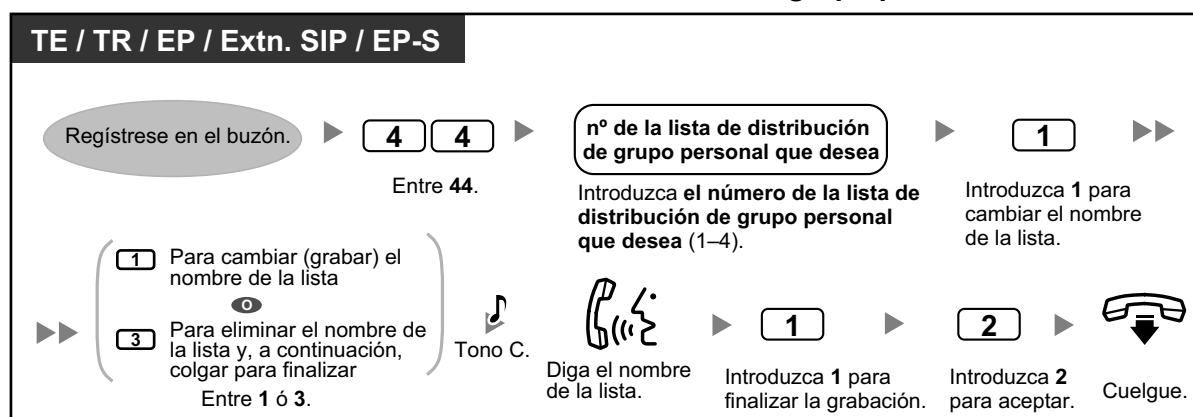 TE / TR / EP / Extn. SIP / EP-S
Regístrese en el buzón.
4 4
Entre 44.
nº de la lista de distribución
de grupo personal que desea
Introduzca el número de la lista de
distribución de grupo personal
que desea (1–4).
1
Introduzca 1 para
cambiar el nombre
de la lista.
1 Para cambiar (grabar) el
nombre de la lista
O
3 Para eliminar el nombre de
la lista y, a continuación,
colgar para finalizar
Entre 1 ó 3.
Tono C.
Diga el nombre
de la lista.
1
Introduzca 1 para
finalizar la grabación.
2
Introduzca 2
para aceptar.
Cuelgue.